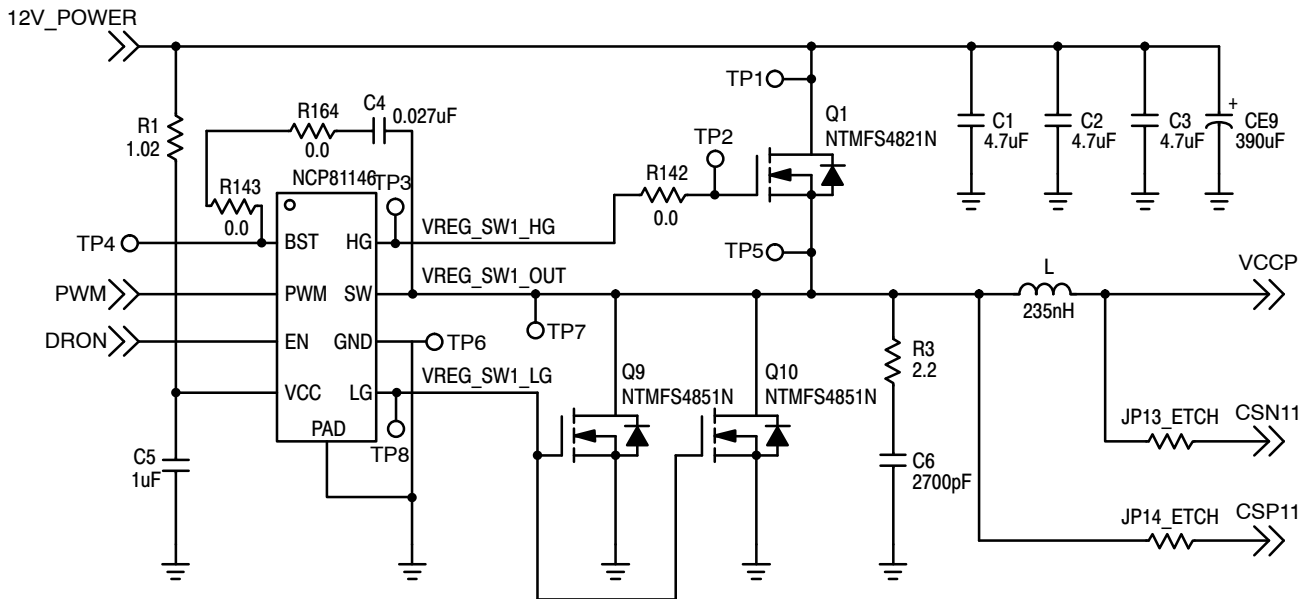 12V_POWER
TP1
R1
1.02
R164
0.0
C4
0.027uF
Q1
NTMFS4821N
C1
4.7uF
C2
4.7uF
C3
4.7uF
+
CE9
390uF
R143
0.0
NCP81146
TP3
TP2
R142
0.0
TP4
BST
HG
VREG_SW1_HG
TP5
PWM
PWM
SW
VREG_SW1_OUT
L
235nH
VCCP
DRON
EN
GND
TP6
TP7
R3
2.2
VCC
LG
VREG_SW1_LG
Q9
NTMFS4851N
Q10
NTMFS4851N
PAD
TP8
C5
1uF
C6
2700pF
JP13_ETCH
CSN11
JP14_ETCH
CSP11